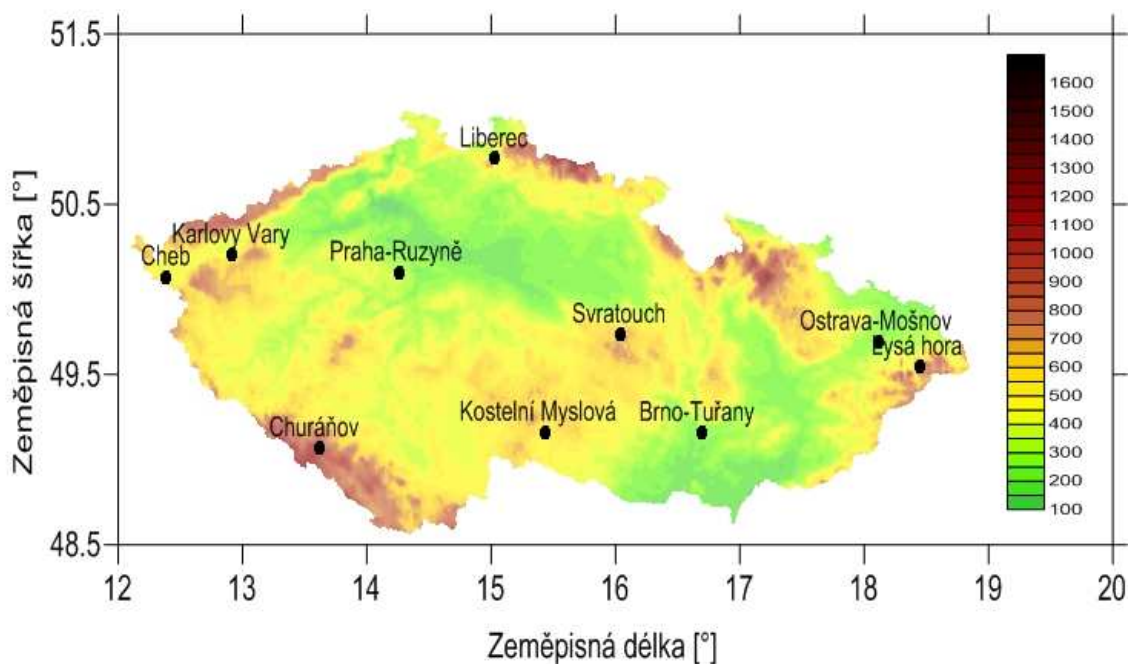 51.5
50.5
49.5
48.5
Zeměpisná šířka [°]
Liberec
Karlovy Vary
Cheb
Praha-Ruzyně
Svratouch
Ostrava-Mošnov
Lysá hora
Churáňov
Kostelní Myslová
Brno-Tuřany
1600
1500
1400
1300
1200
1100
1000
900
800
700
600
500
400
300
200
100
12 13 14 15 16 17 18 19 20
Zeměpisná délka [°]